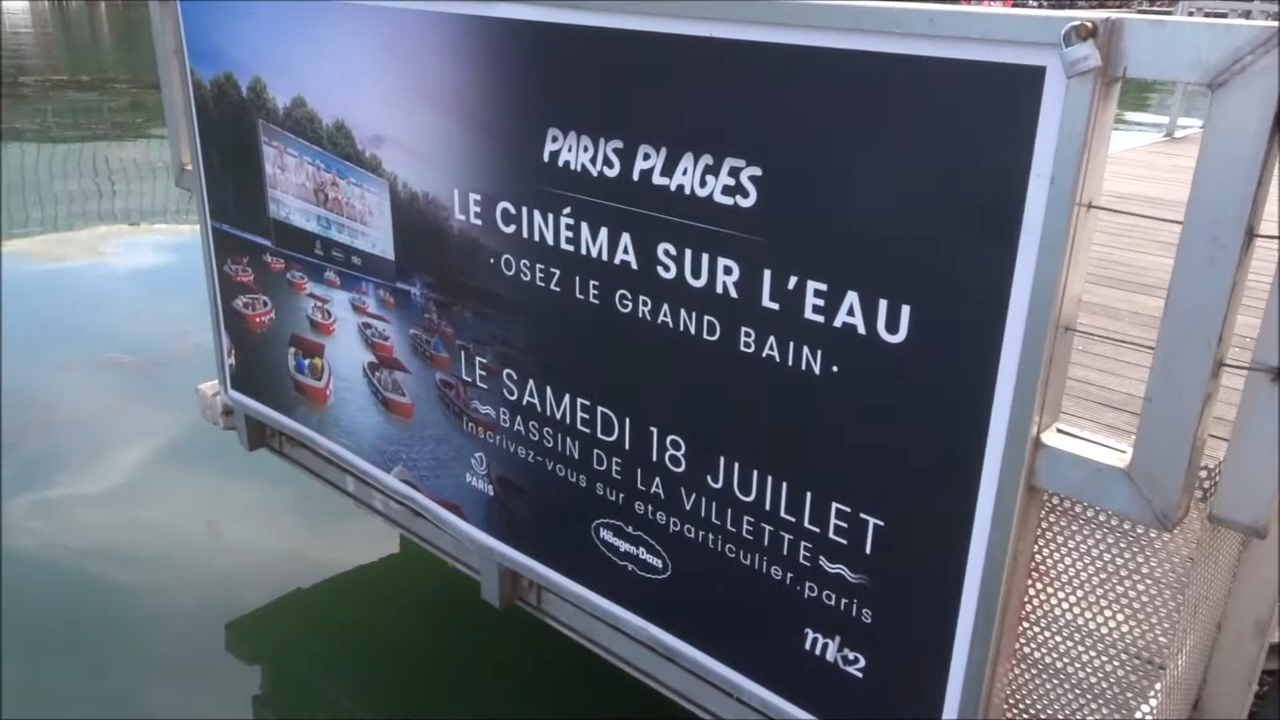 PARIS PLAGES
LE CINÉMA SUR L'EAU
·OSEZ LE GRAND BAIN·
LE SAMEDI 18 JUILLET
BASSIN DE LA VILLETTE
inscrivez-vous sur eteparticulier.paris
PARIS
Häagen-Dazs
mk2